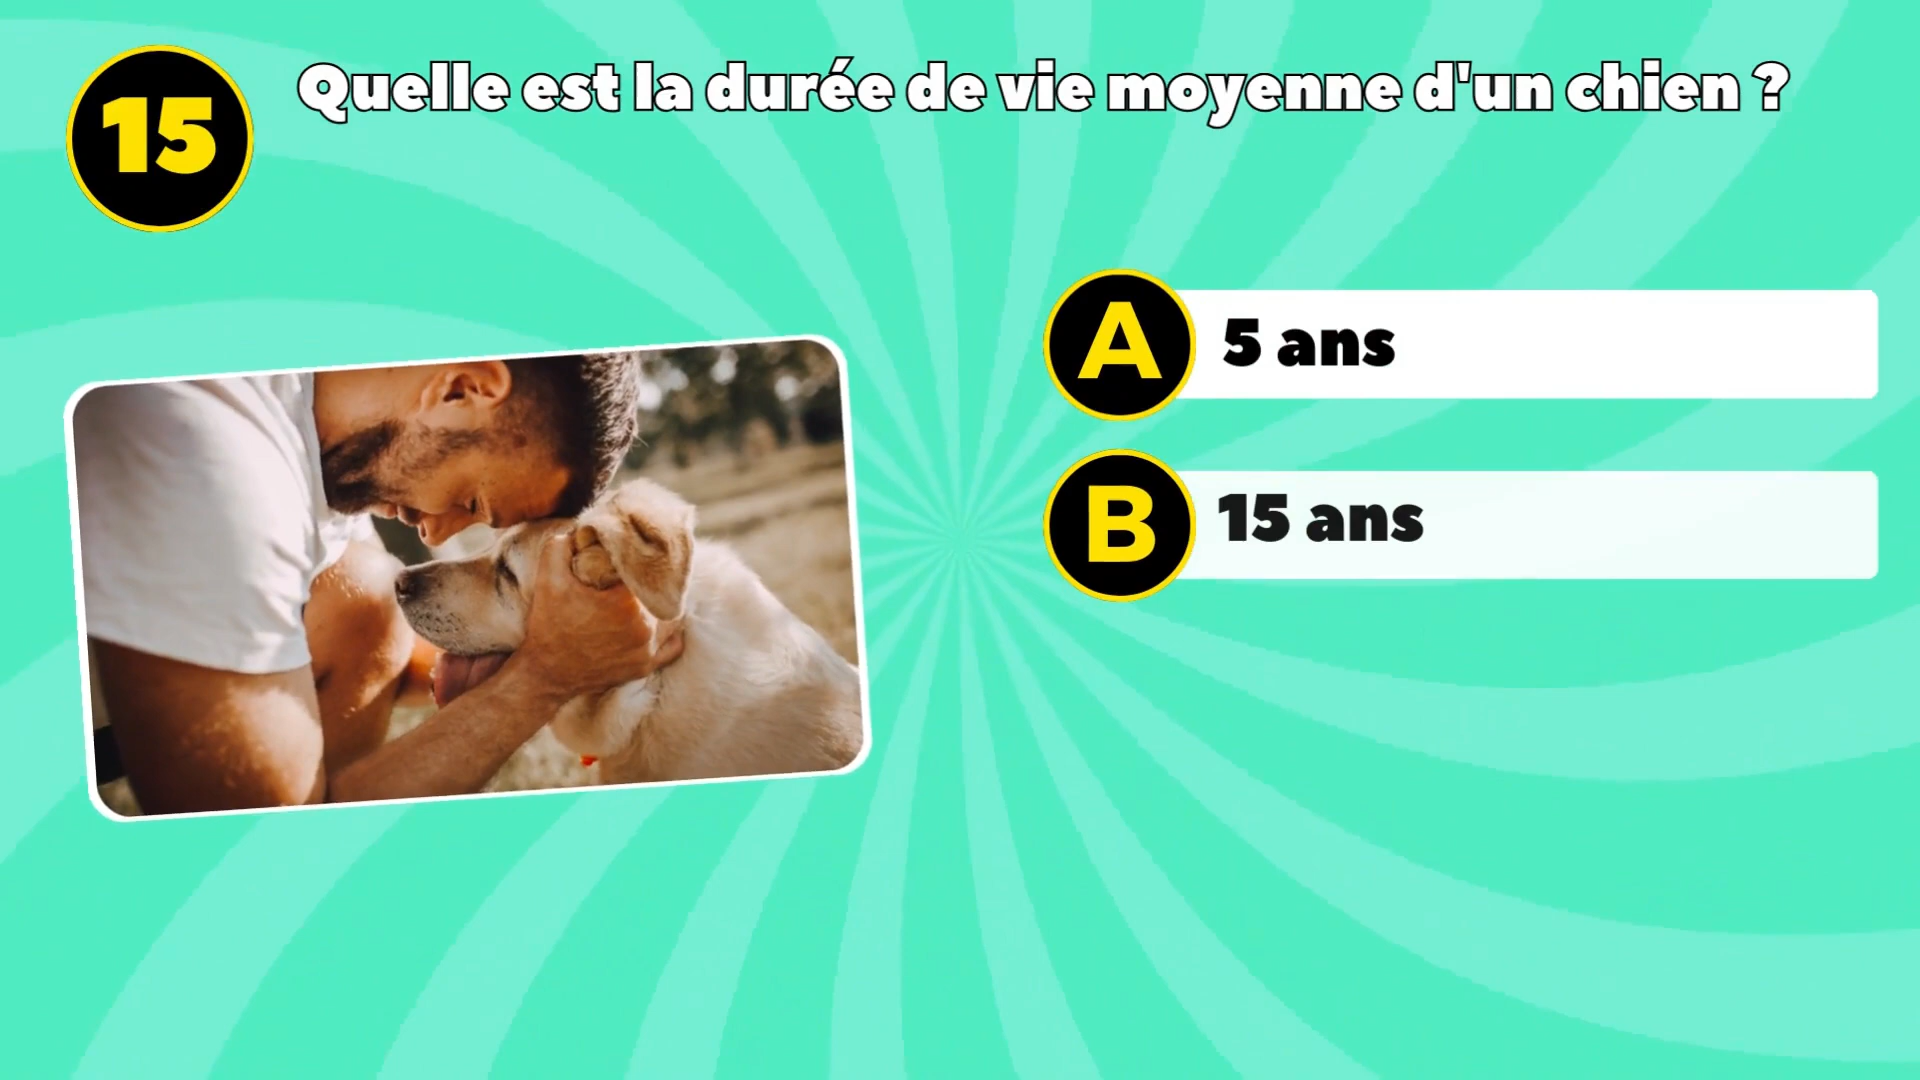 15
Quelle est la durée de vie moyenne d'un chien ?
A
5 ans
B
15 ans